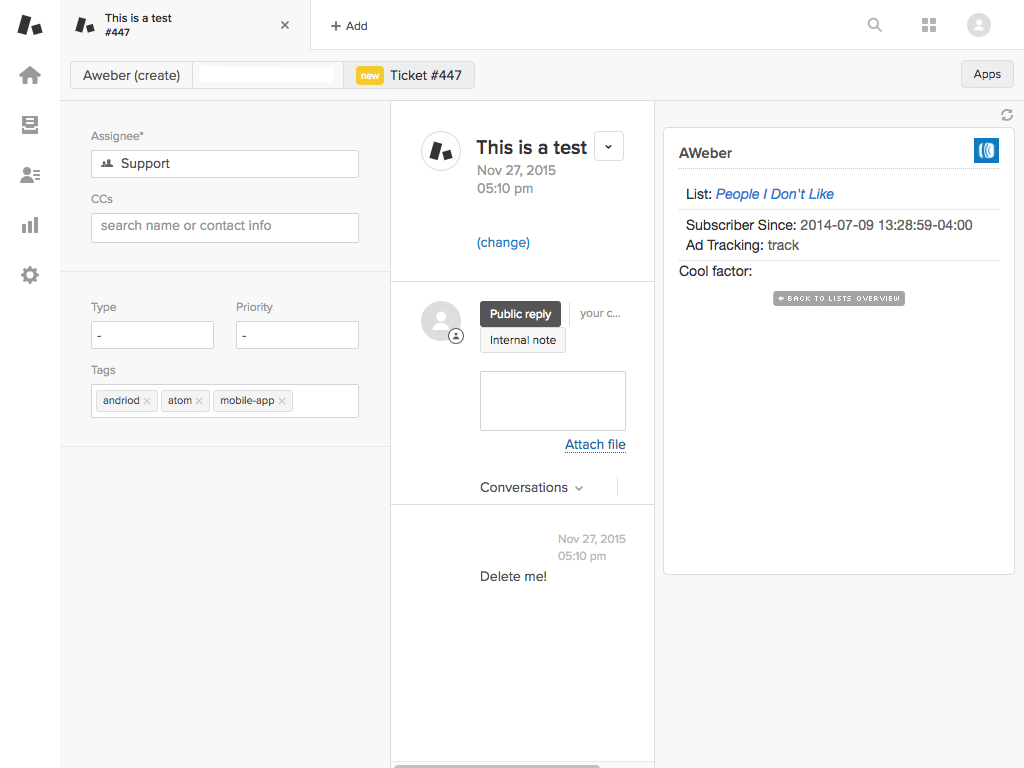 This is a test
#447
Add
Aweber (create)
new Ticket #447
Apps
Assignee*
Support
CCs
search name or contact info
Type
Priority
-
-
Tags
andriod
atom
mobile-app
This is a test
Nov 27, 2015
05:10 pm
(change)
Public reply
your c...
Internal note
Attach file
Conversations
Nov 27, 2015
05:10 pm
Delete me!
AWeber
List: People I Don't Like
Subscriber Since: 2014-07-09 13:28:59-04:00
Ad Tracking: track
Cool factor:
BACK TO LISTS OVERVIEW